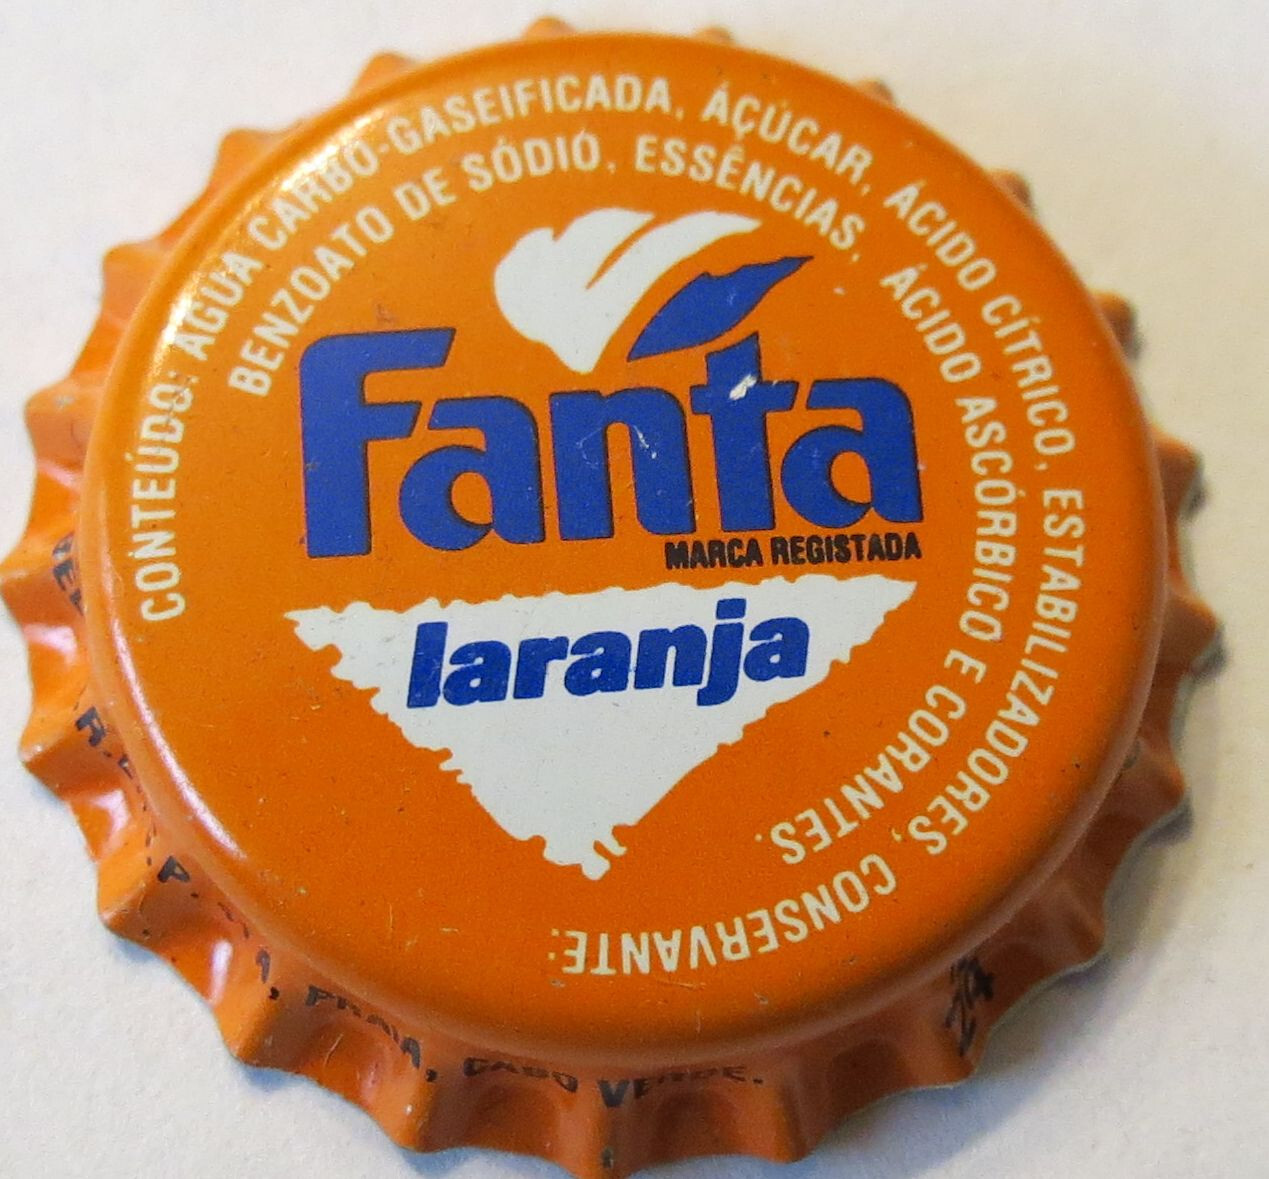 CONTEÚDO: ÁGUA CARBO-GASEIFICADA, AÇÚCAR, ÁCIDO CÍTRICO, ESTABILIZADORES, CONSERVANTE:
BENZOATO DE SÓDIO, ESSÊNCIAS, ÁCIDO ASCÓRBICO E CORANTES.
Fanta
MARCA REGISTADA
laranja
PRAIA, CABO VERDE.